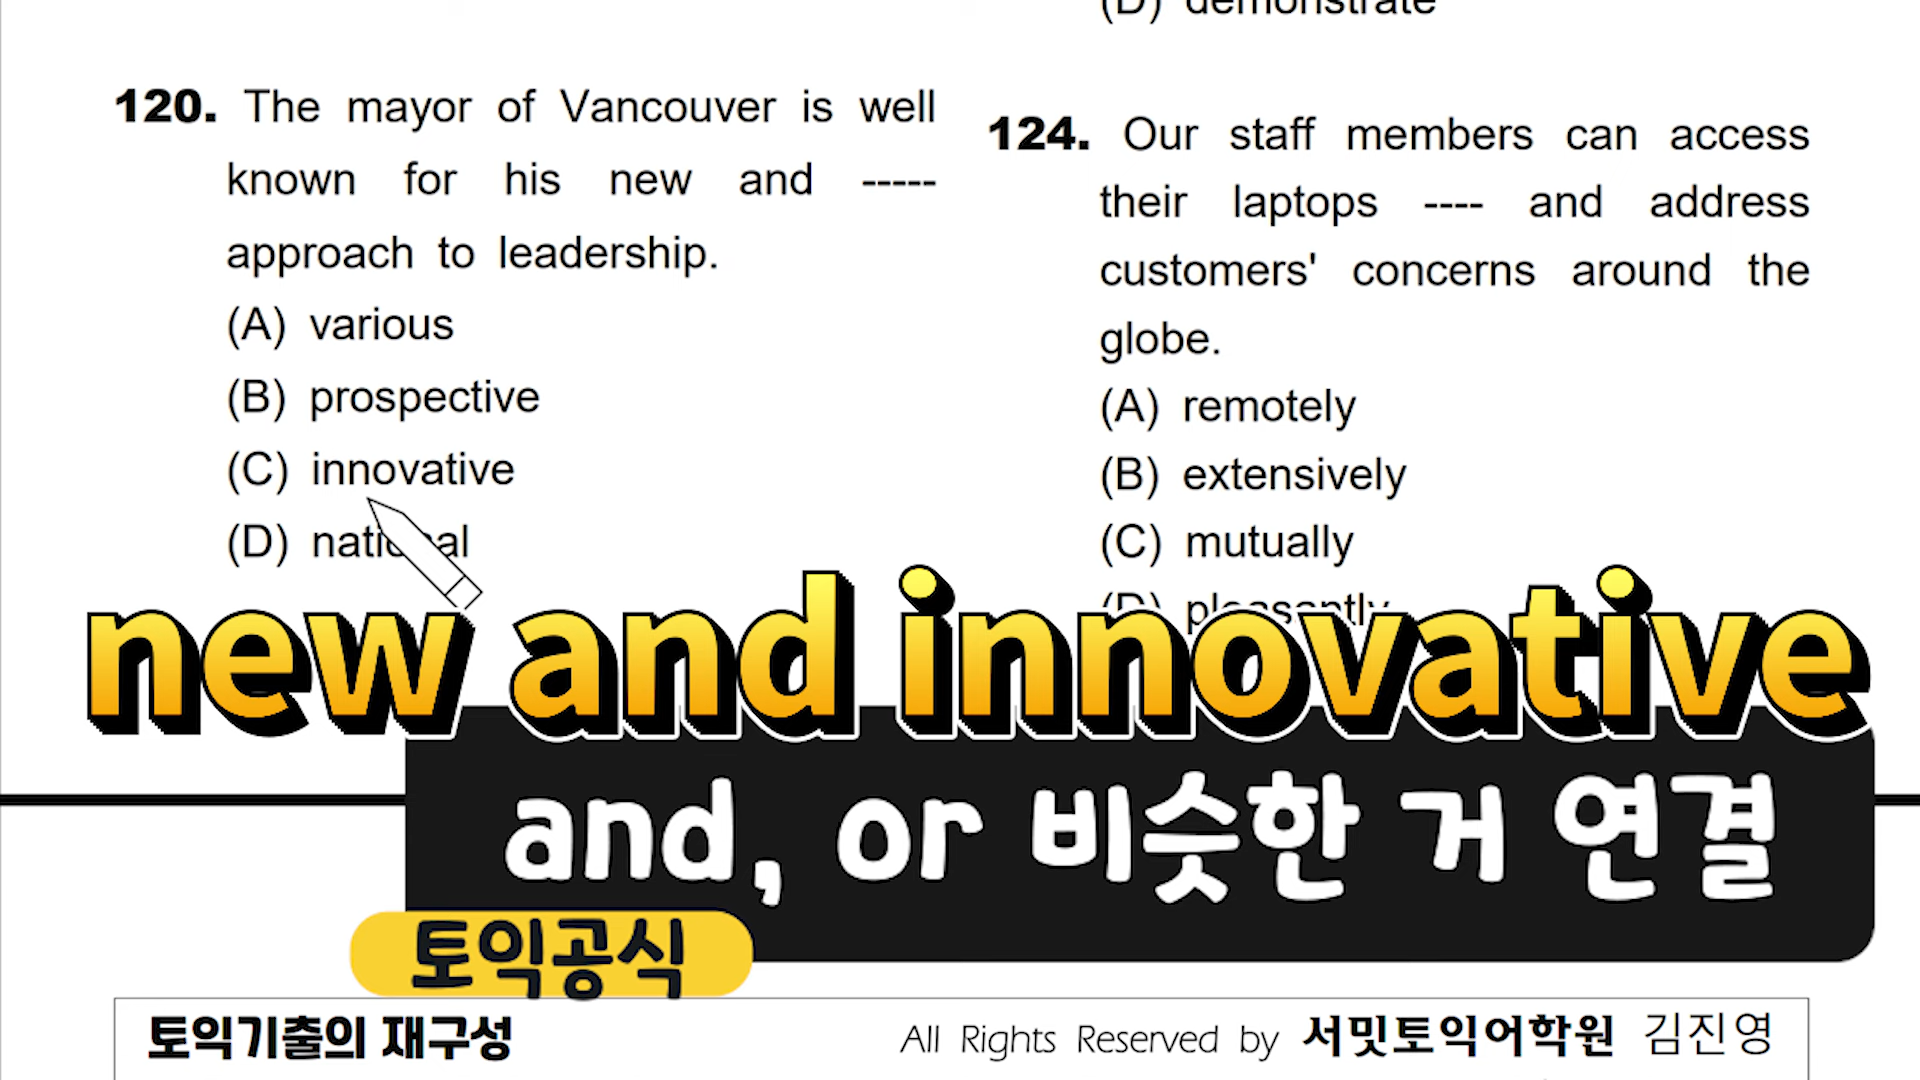 120. The mayor of Vancouver is well
known for his new and -----
approach to leadership.
(A) various
(B) prospective
(C) innovative
(D) national
(D) demonstrate
124. Our staff members can access
their laptops ---- and address
customers' concerns around the
globe.
(A) remotely
(B) extensively
(C) mutually
(D) pleasantly
new and innovative
and, or 비슷한 거 연결
토익공식
토익기출의 재구성
All Rights Reserved by 서밋토익어학원 김진영